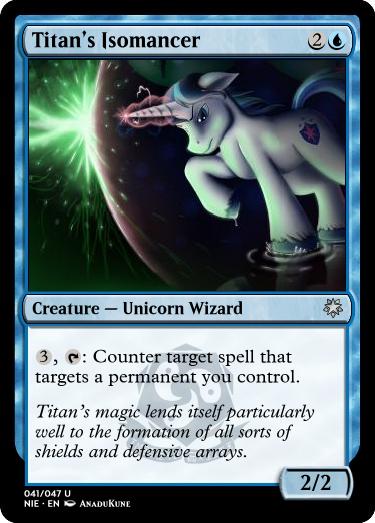 Titan's Isomancer 2
Creature — Unicorn Wizard
3, : Counter target spell that
targets a permanent you control.
Titan's magic lends itself particularly
well to the formation of all sorts of
shields and defensive arrays.
2/2
041/047 U
NIE • EN AnaduKune